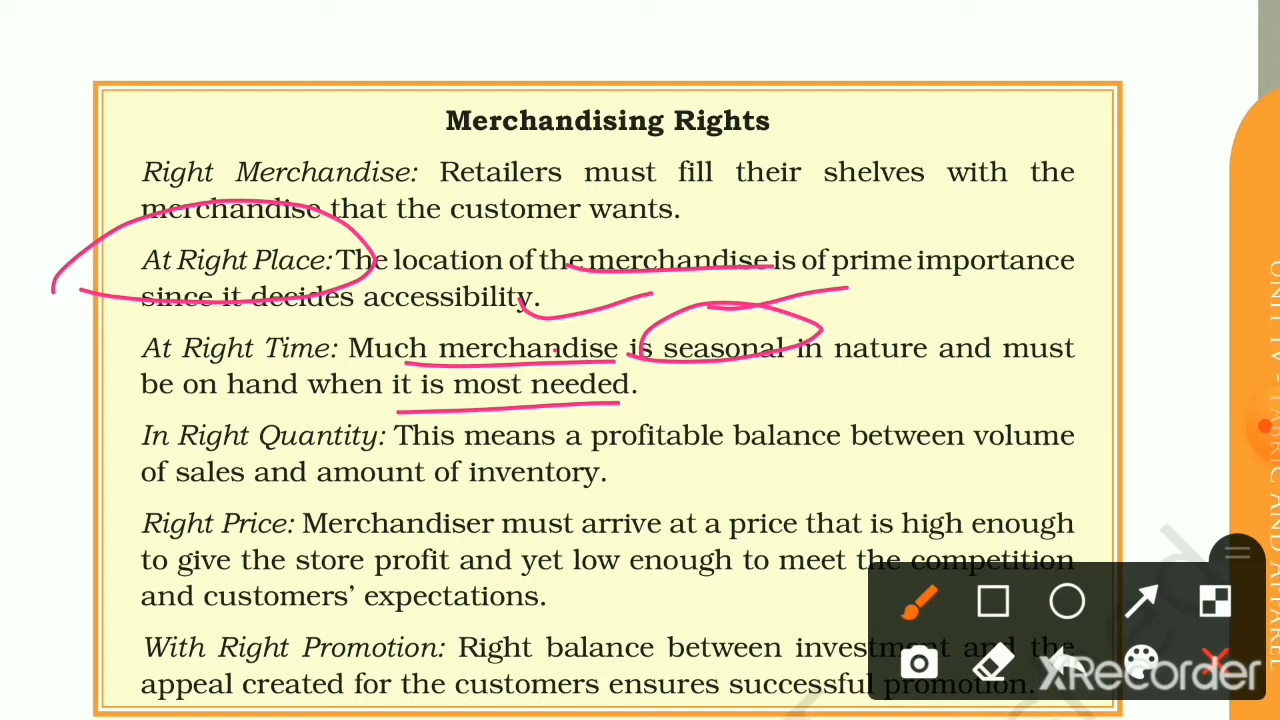 Merchandising Rights
Right Merchandise: Retailers must fill their shelves with the
merchandise that the customer wants.
At Right Place: The location of the merchandise is of prime importance
since it decides accessibility.
At Right Time: Much merchandise is seasonal in nature and must
be on hand when it is most needed.
In Right Quantity: This means a profitable balance between volume
of sales and amount of inventory.
Right Price: Merchandiser must arrive at a price that is high enough
to give the store profit and yet low enough to meet the competition
and customers' expectations.
With Right Promotion: Right balance between investment and the
appeal created for the customers ensures successful promotion.
XRecorder